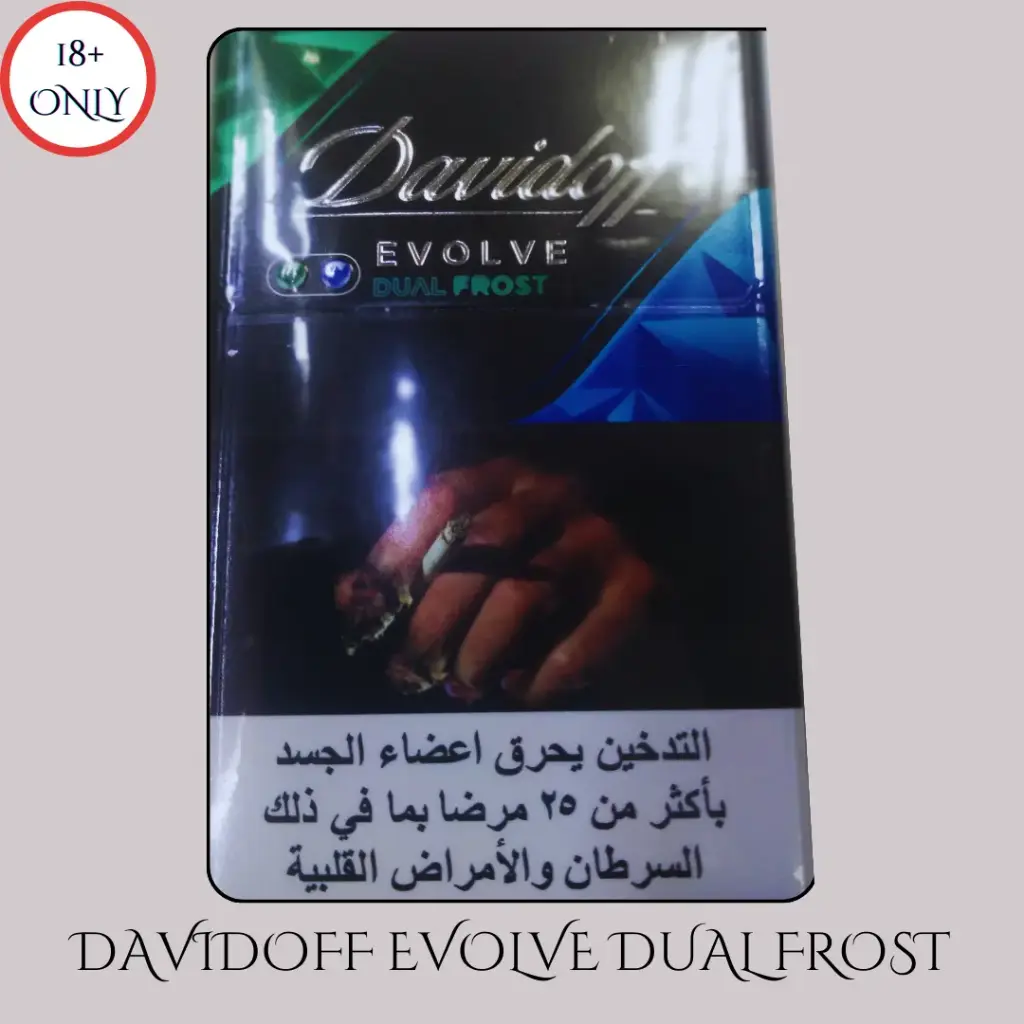 18+
ONLY
Davidoff
EVOLVE
DUAL FROST
التدخين يحرق اعضاء الجسد
بأكثر من ٢٥ مرضا بما في ذلك
السرطان والأمراض القلبية
DAVIDOFF EVOLVE DUAL FROST